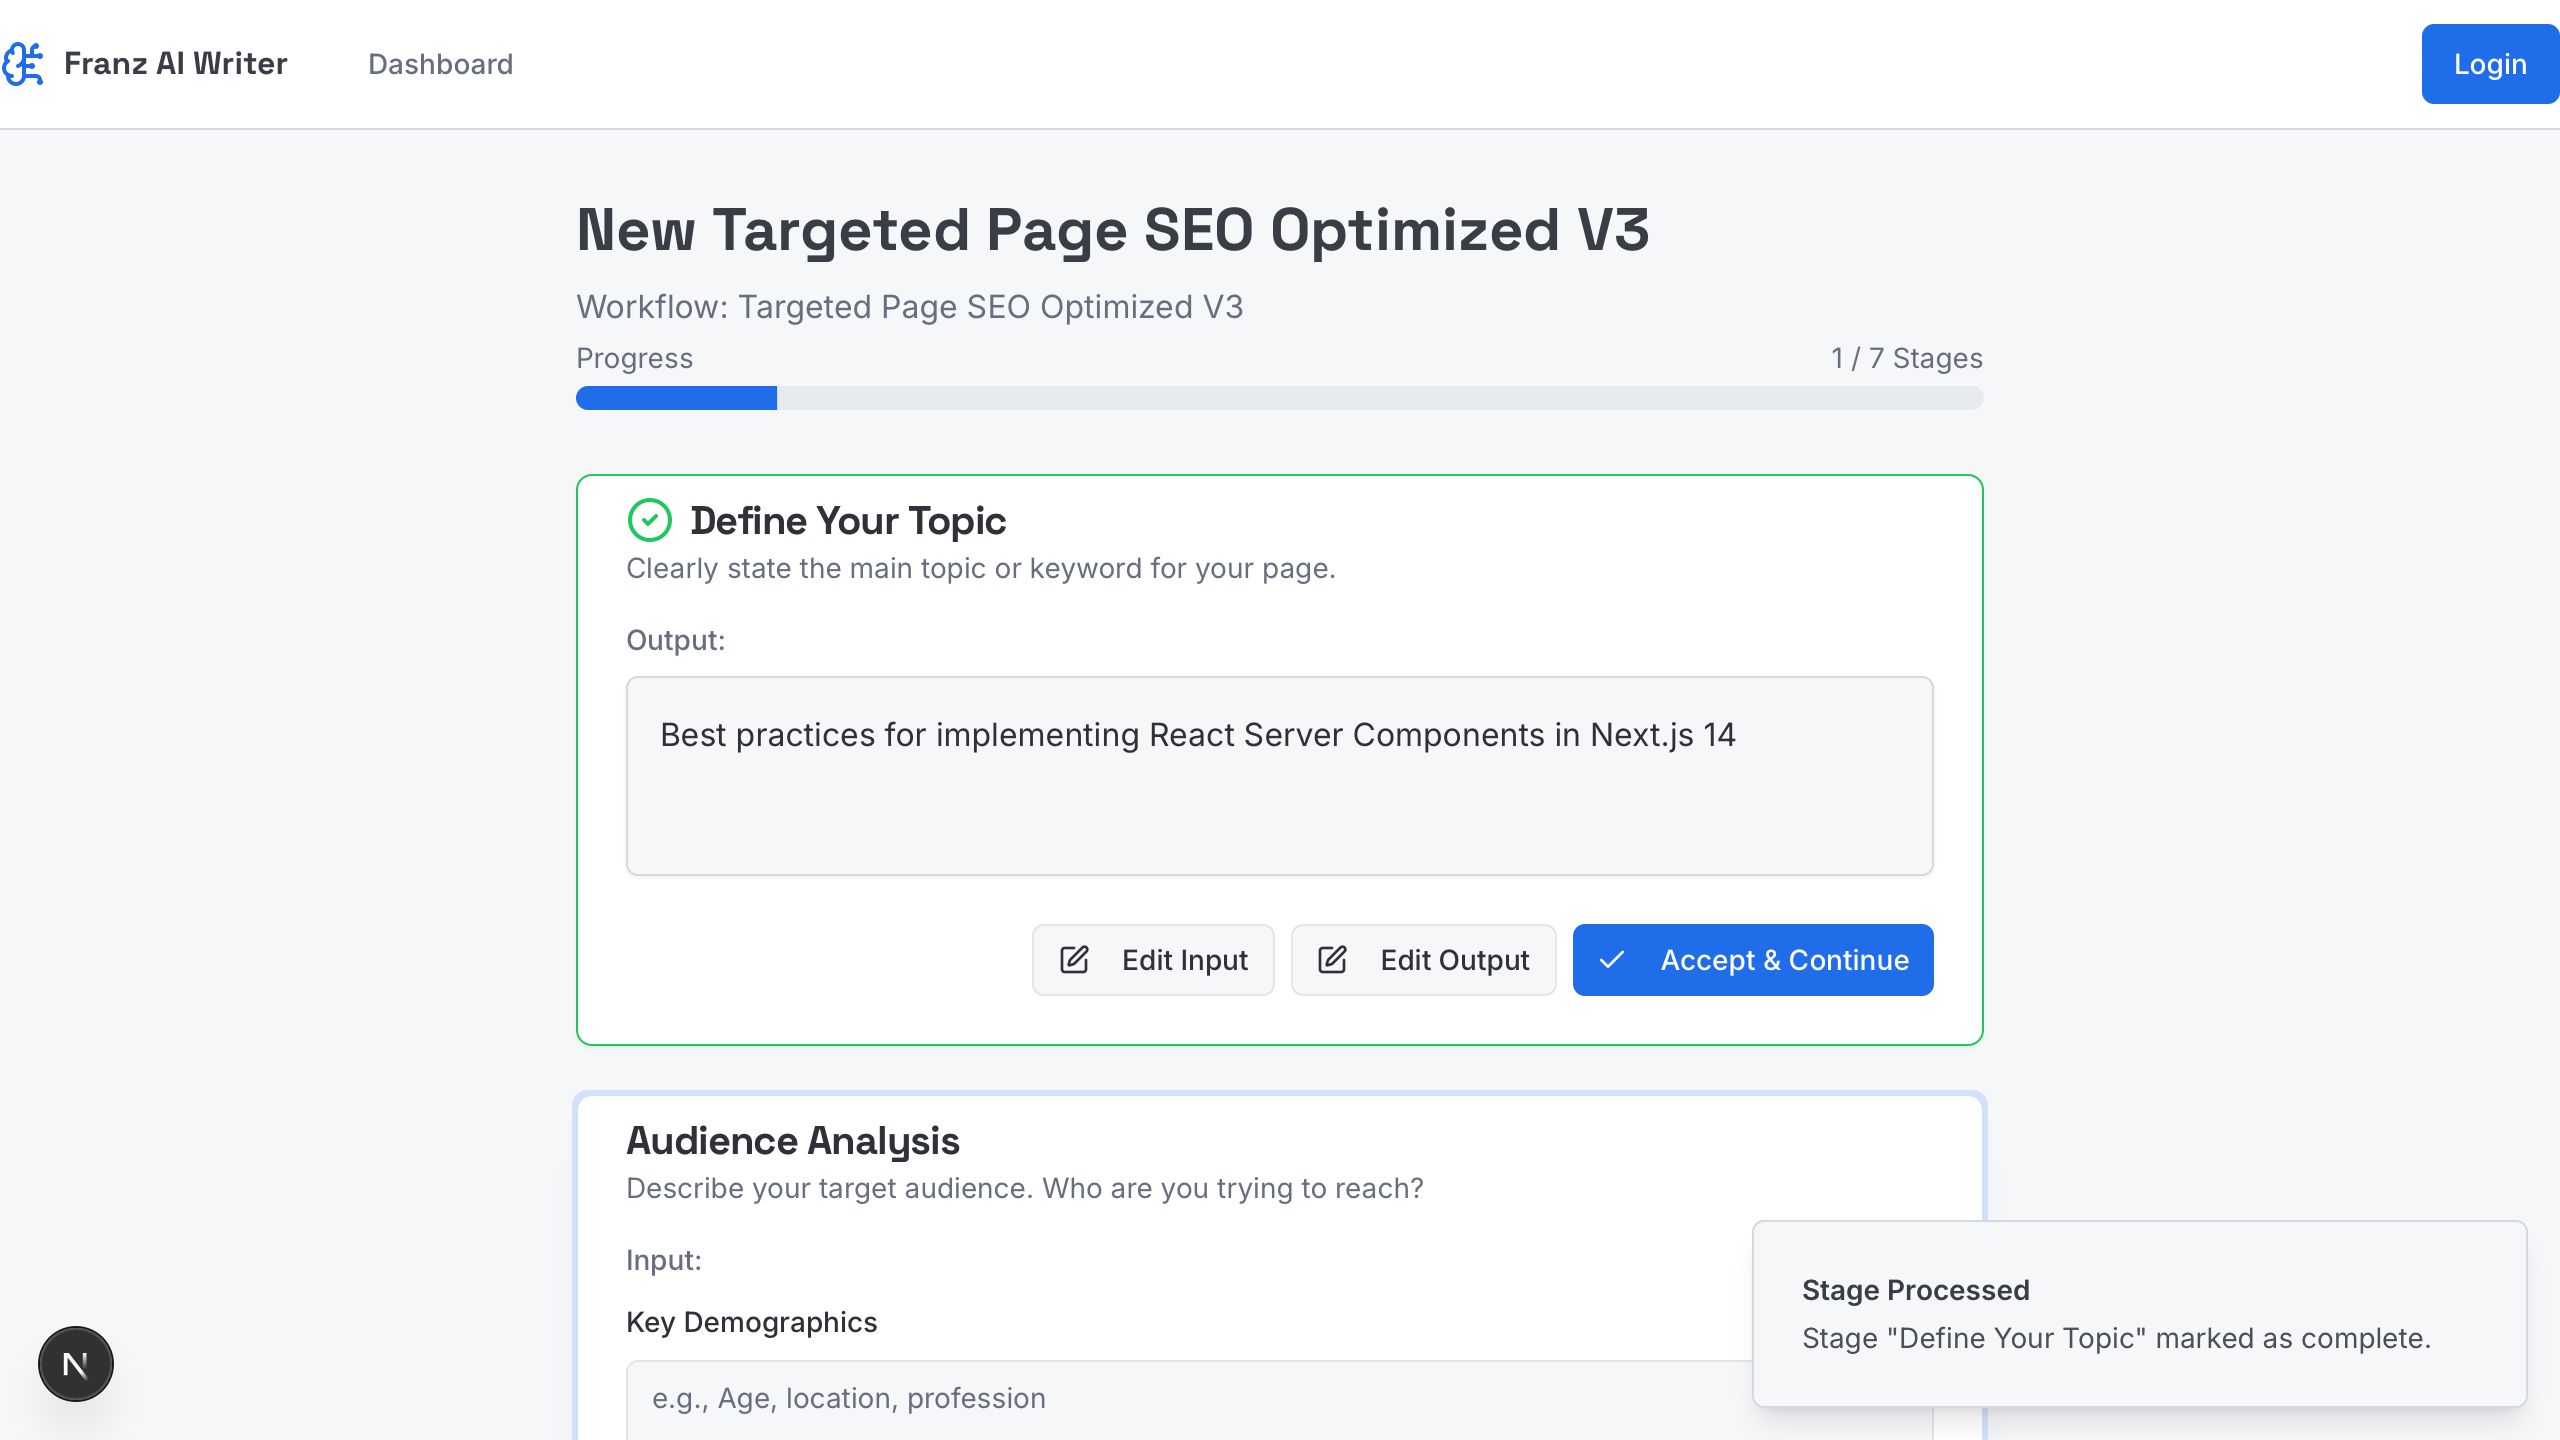 Franz AI Writer
Dashboard
Login
New Targeted Page SEO Optimized V3
Workflow: Targeted Page SEO Optimized V3
Progress
1 / 7 Stages
Define Your Topic
Clearly state the main topic or keyword for your page.
Output:
Best practices for implementing React Server Components in Next.js 14
Edit Input
Edit Output
Accept & Continue
Audience Analysis
Describe your target audience. Who are you trying to reach?
Input:
Key Demographics
e.g., Age, location, profession
Stage Processed
Stage "Define Your Topic" marked as complete.
N